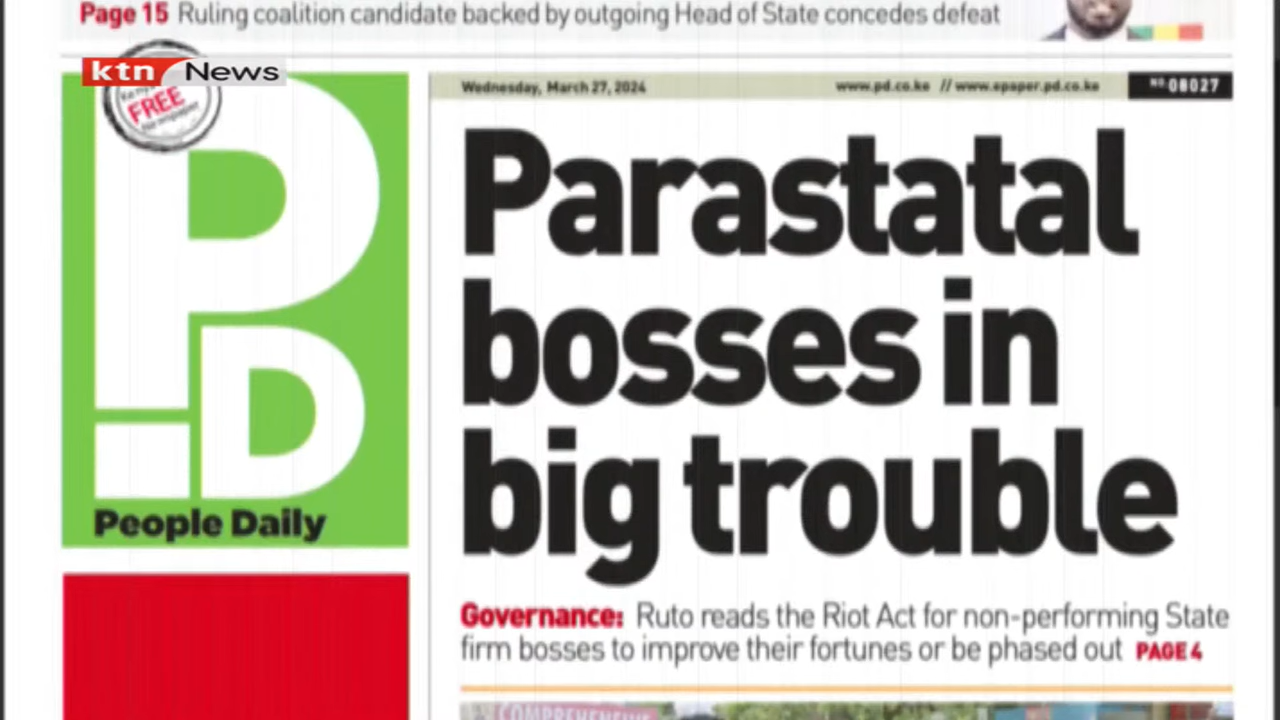 Page 15 Ruling coalition candidate backed by outgoing Head of State concedes defeat
ktn News
FREE
Wednesday, March 27, 2024
www.pd.co.ke // www.epaper.pd.co.ke
NO. 08027
PD
People Daily
Parastatal
bosses in
big trouble
Governance: Ruto reads the Riot Act for non-performing State
firm bosses to improve their fortunes or be phased out PAGE 4
COMPREHENSIVE